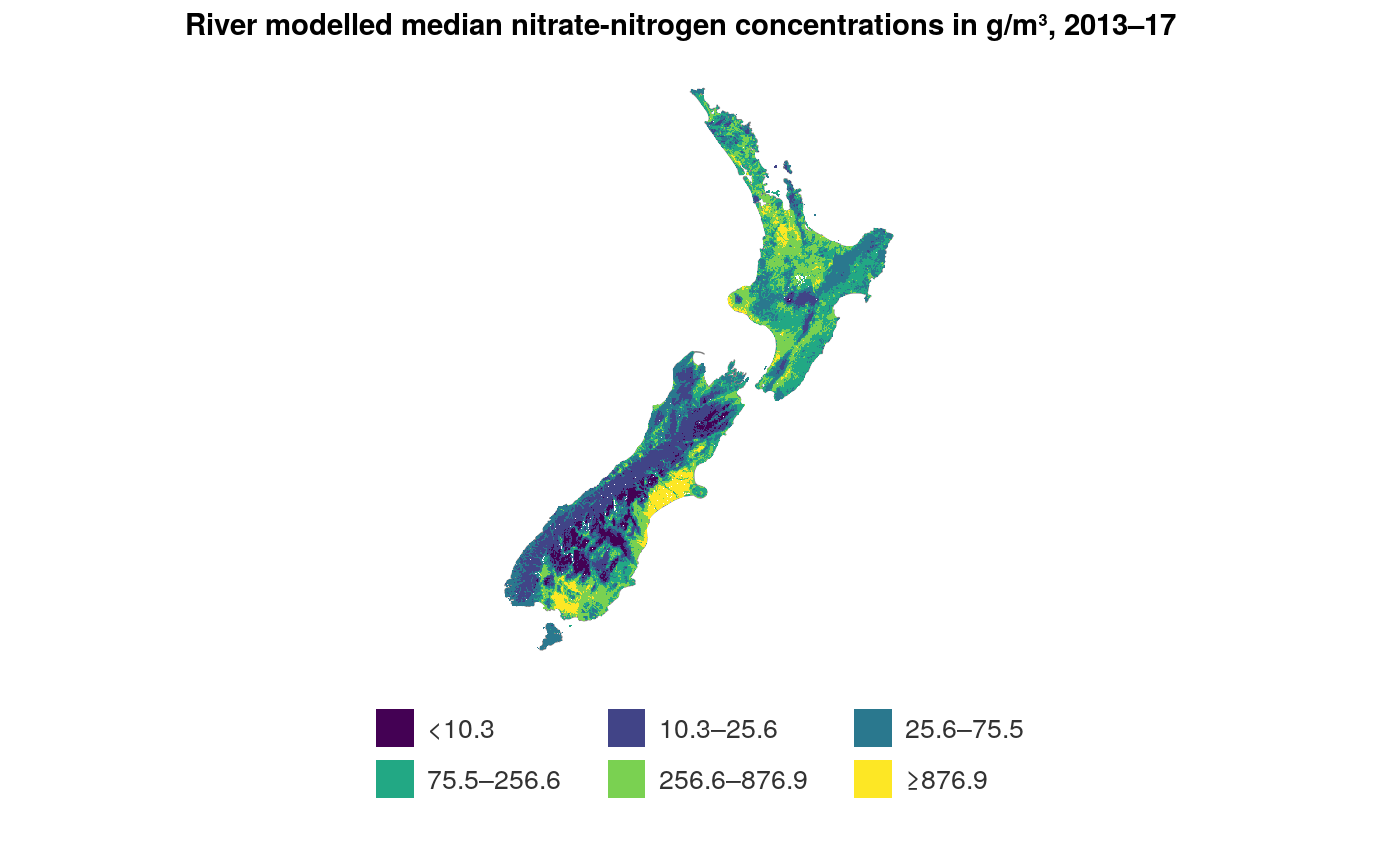 River modelled median nitrate-nitrogen concentrations in g/m³, 2013–17
<10.3 10.3–25.6 25.6–75.5
75.5–256.6 256.6–876.9 ≥876.9